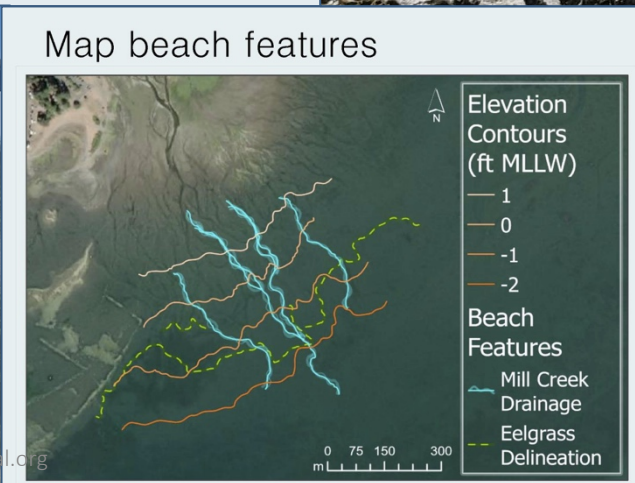 Map beach features
N
Elevation
Contours
(ft MLLW)
1
0
-1
-2
Beach
Features
Mill Creek
Drainage
Eelgrass
Delineation
0 75 150 300
m
l.org